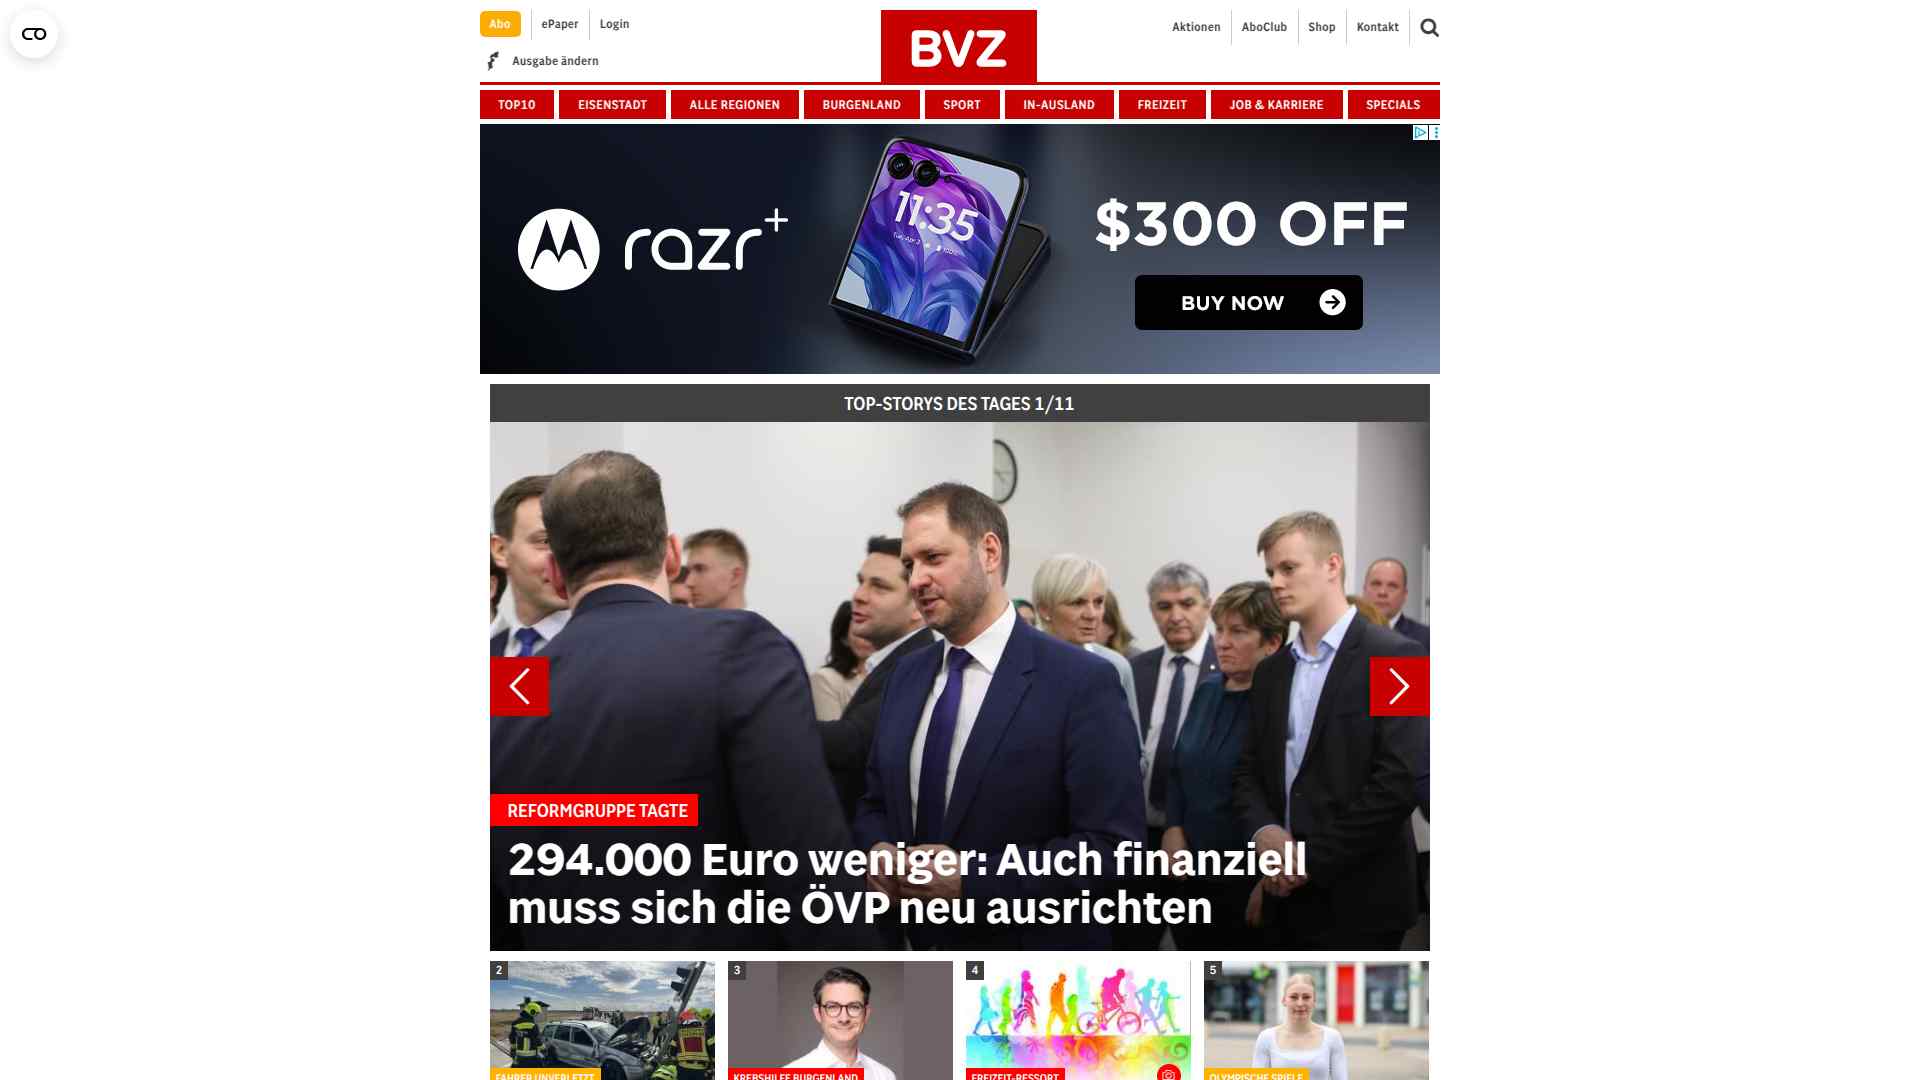 Abo
ePaper
Login
Ausgabe ändern
BVZ
Aktionen
AboClub
Shop
Kontakt
TOP10
EISENSTADT
ALLE REGIONEN
BURGENLAND
SPORT
IN-AUSLAND
FREIZEIT
JOB & KARRIERE
SPECIALS
razr+
11:35
$300 OFF
BUY NOW
TOP-STORYS DES TAGES 1/11
REFORMGRUPPE TAGTE
294.000 Euro weniger: Auch finanziell
muss sich die ÖVP neu ausrichten
2
3
4
5
FAHRER UNVERLETZT
KREBSHILFE BURGENLAND
FREIZEIT-RESSORT
OLYMPISCHE SPIELE